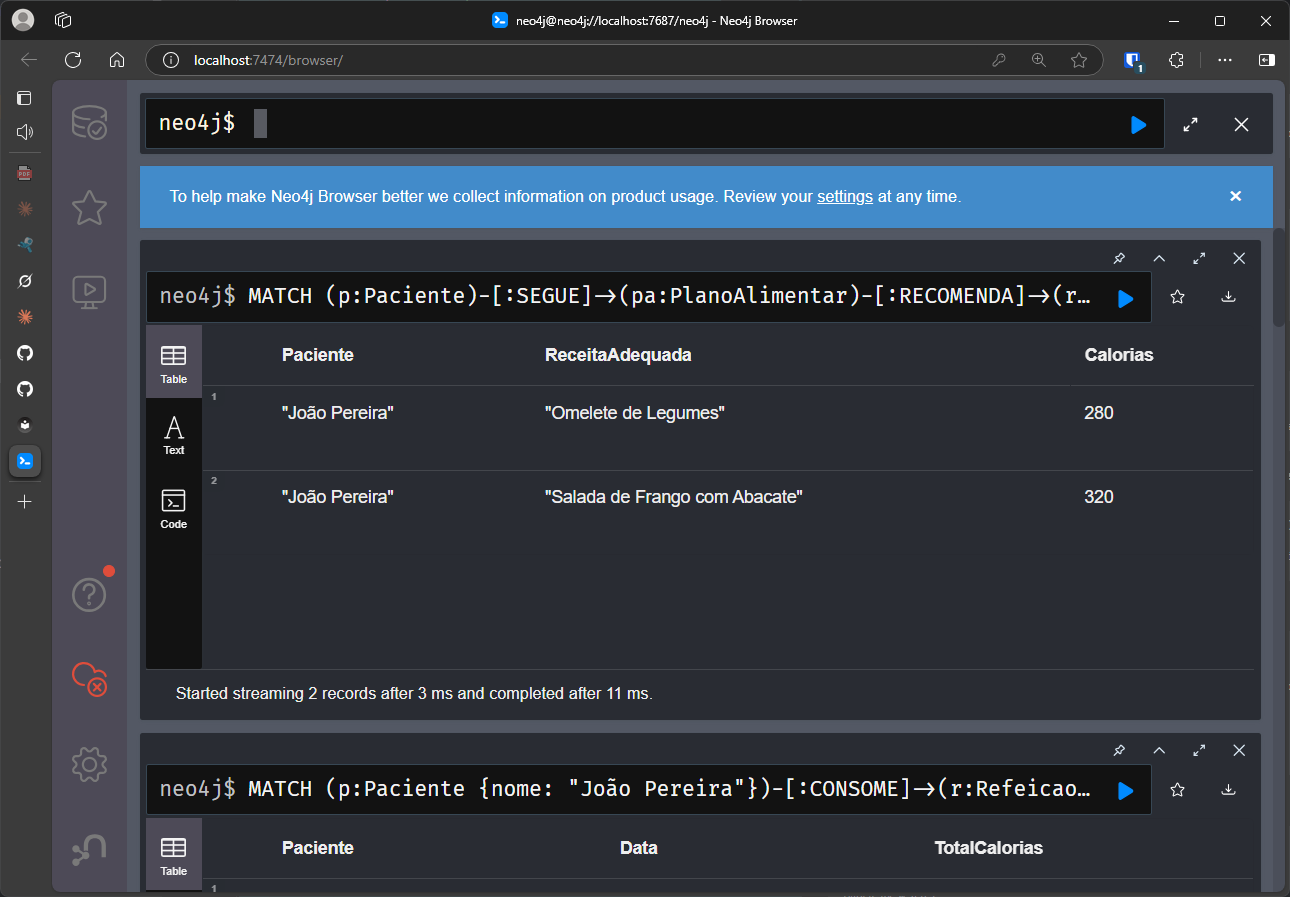 neo4j@neo4j://localhost:7687/neo4j - Neo4j Browser
localhost:7474/browser/
1
PDF
neo4j$
To help make Neo4j Browser better we collect information on product usage. Review your settings at any time.
neo4j$ MATCH (p:Paciente)-[:SEGUE]->(pa:PlanoAlimentar)-[:RECOMENDA]->(r…
Table
Text
Code
Paciente ReceitaAdequada Calorias
1 "João Pereira" "Omelete de Legumes" 280
2 "João Pereira" "Salada de Frango com Abacate" 320
Started streaming 2 records after 3 ms and completed after 11 ms.
neo4j$ MATCH (p:Paciente {nome: "João Pereira"})-[:CONSOME]->(r:Refeicao…
Table
Paciente Data TotalCalorias
1